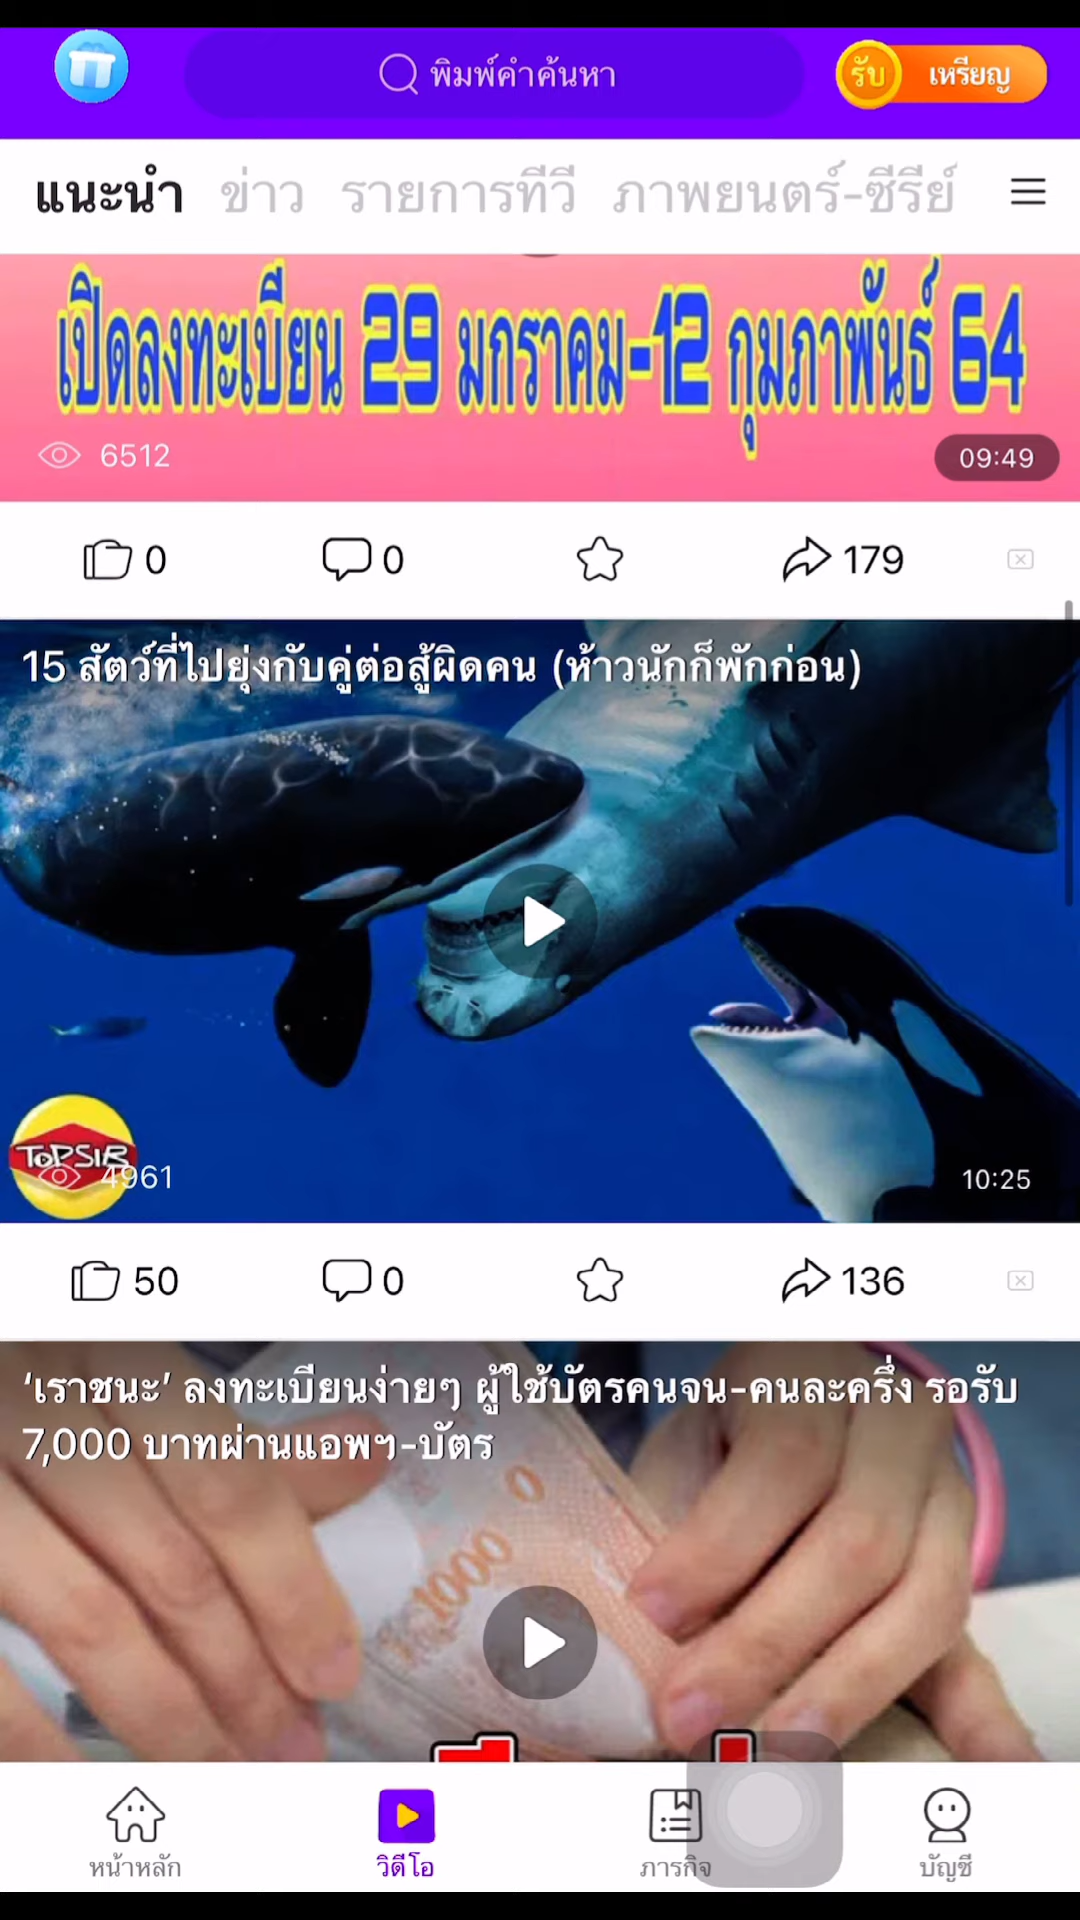 พิมพ์คำค้นหา
รับ เหรียญ
แนะนำ ข่าว รายการทีวี ภาพยนตร์-ซีรีย์
เปิดลงทะเบียน 29 มกราคม-12 กุมภาพันธ์ 64
6512
09:49
0 0 179
15 สัตว์ที่ไปยุ่งกับคู่ต่อสู้ผิดคน (ห้าวนักก็พักก่อน)
TOPSIB
4961
10:25
50 0 136
‘เราชนะ’ ลงทะเบียนง่ายๆ ผู้ใช้บัตรคนจน-คนละครึ่ง รอรับ
7,000 บาทผ่านแอพฯ-บัตร
1000
หน้าหลัก วิดีโอ ภารกิจ บัญชี